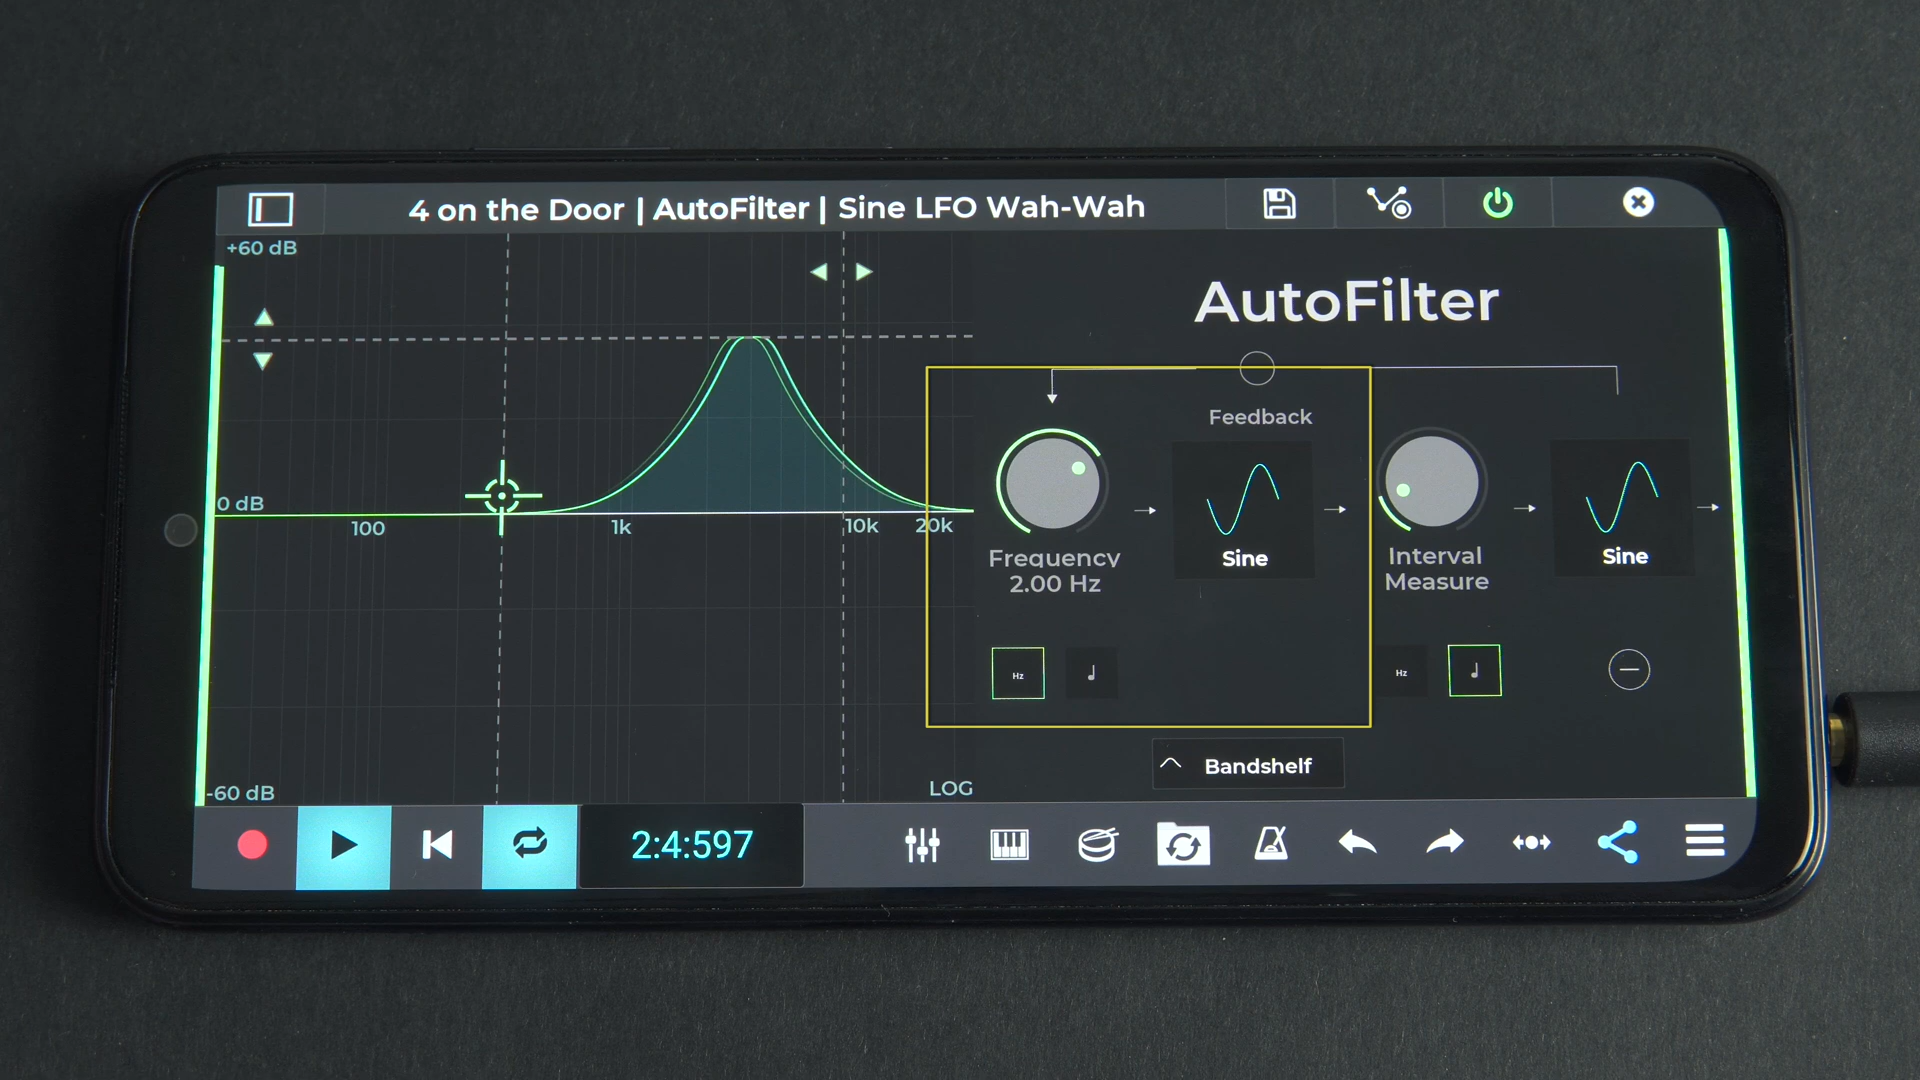 4 on the Door | AutoFilter | Sine LFO Wah-Wah
+60 dB
AutoFilter
Feedback
0 dB
100
1k
10k
20k
Frequency
2.00 Hz
Sine
Interval
Measure
Sine
Hz
Hz
Bandshelf
-60 dB
LOG
2:4:597